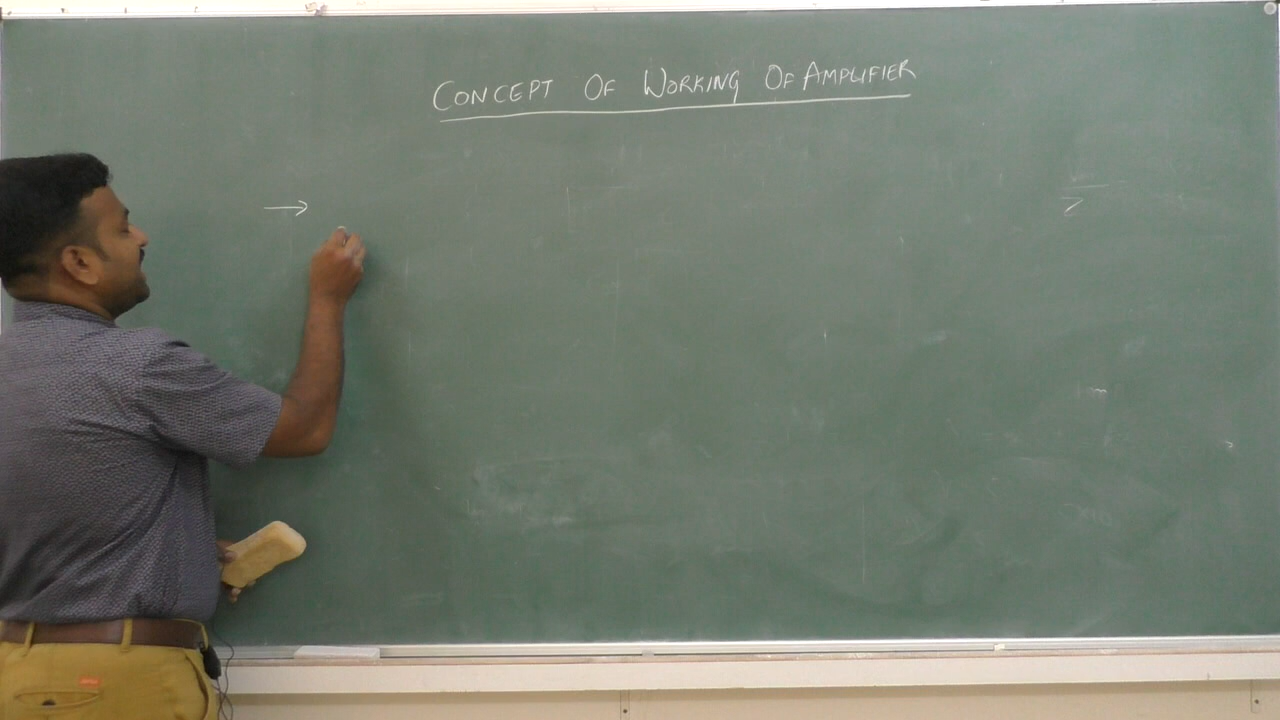 CONCEPT OF WORKING OF AMPLIFIER
→